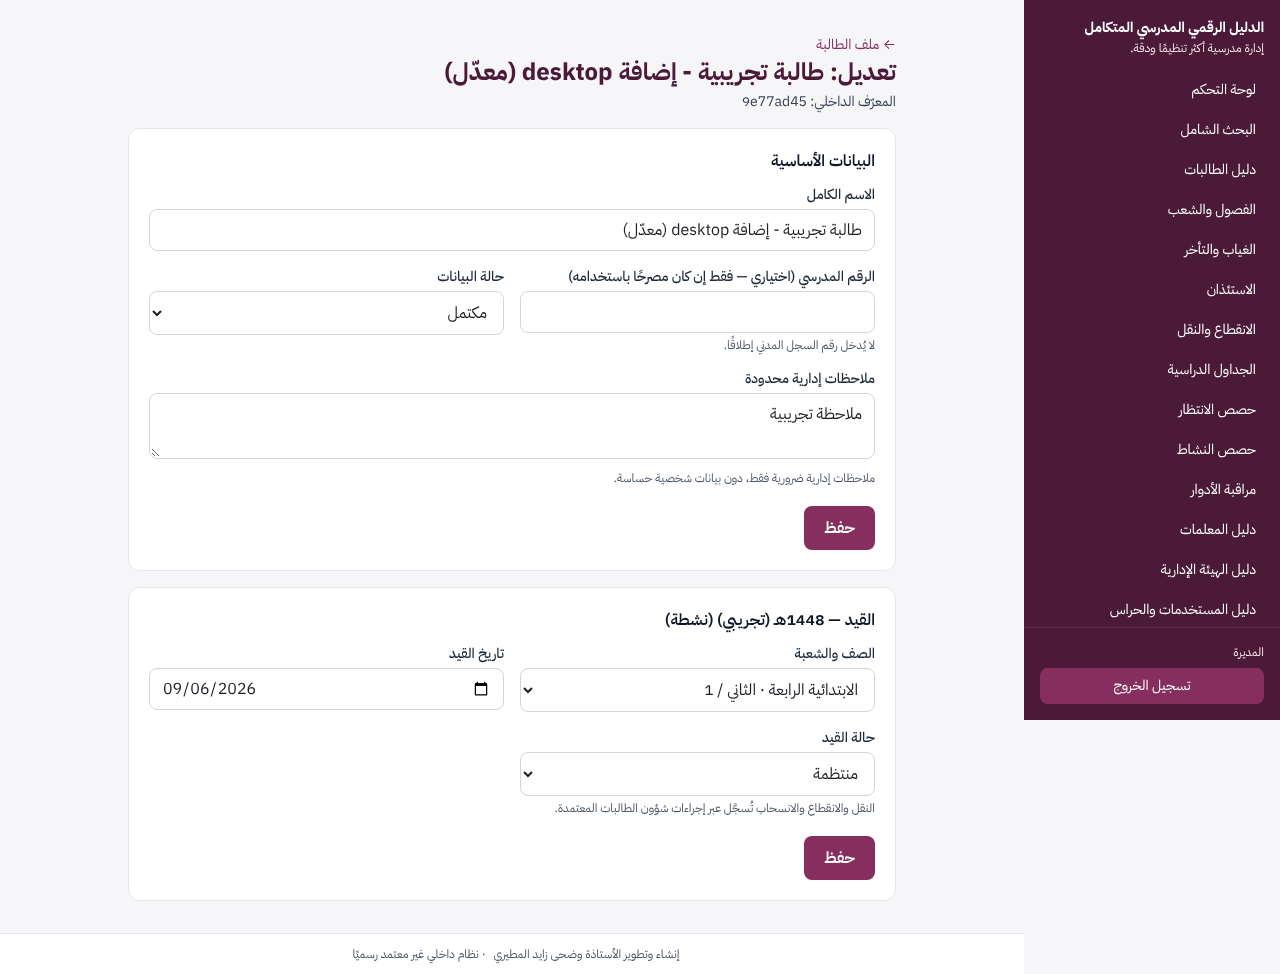 الدليل الرقمي المدرسي المتكامل
إدارة مدرسية أكثر تنظيمًا ودقة.
لوحة التحكم
البحث الشامل
دليل الطالبات
الفصول والشعب
الغياب والتأخر
الاستئذان
الانقطاع والنقل
الجداول الدراسية
حصص الانتظار
حصص النشاط
مراقبة الأدوار
دليل المعلمات
دليل الهيئة الإدارية
دليل المستخدمات والحراس
المديرة
تسجيل الخروج
← ملف الطالبة
تعديل: طالبة تجريبية - إضافة desktop (معدّل)
المعرّف الداخلي: 9e77ad45
البيانات الأساسية
الاسم الكامل
طالبة تجريبية - إضافة desktop (معدّل)
الرقم المدرسي (اختياري — فقط إن كان مصرحًا باستخدامه)
حالة البيانات
مكتمل
لا يُدخل رقم السجل المدني إطلاقًا.
ملاحظات إدارية محدودة
ملاحظة تجريبية
ملاحظات إدارية ضرورية فقط، دون بيانات شخصية حساسة.
حفظ
القيد — 1448هـ (تجريبي) (نشطة)
الصف والشعبة
تاريخ القيد
الابتدائية الرابعة · الثاني / 1
09/06/2026
حالة القيد
منتظمة
النقل والانقطاع والانسحاب تُسجَّل عبر إجراءات شؤون الطالبات المعتمدة.
حفظ
إنشاء وتطوير الأستاذة وضحى زايد المطيري · نظام داخلي غير معتمد رسميًا